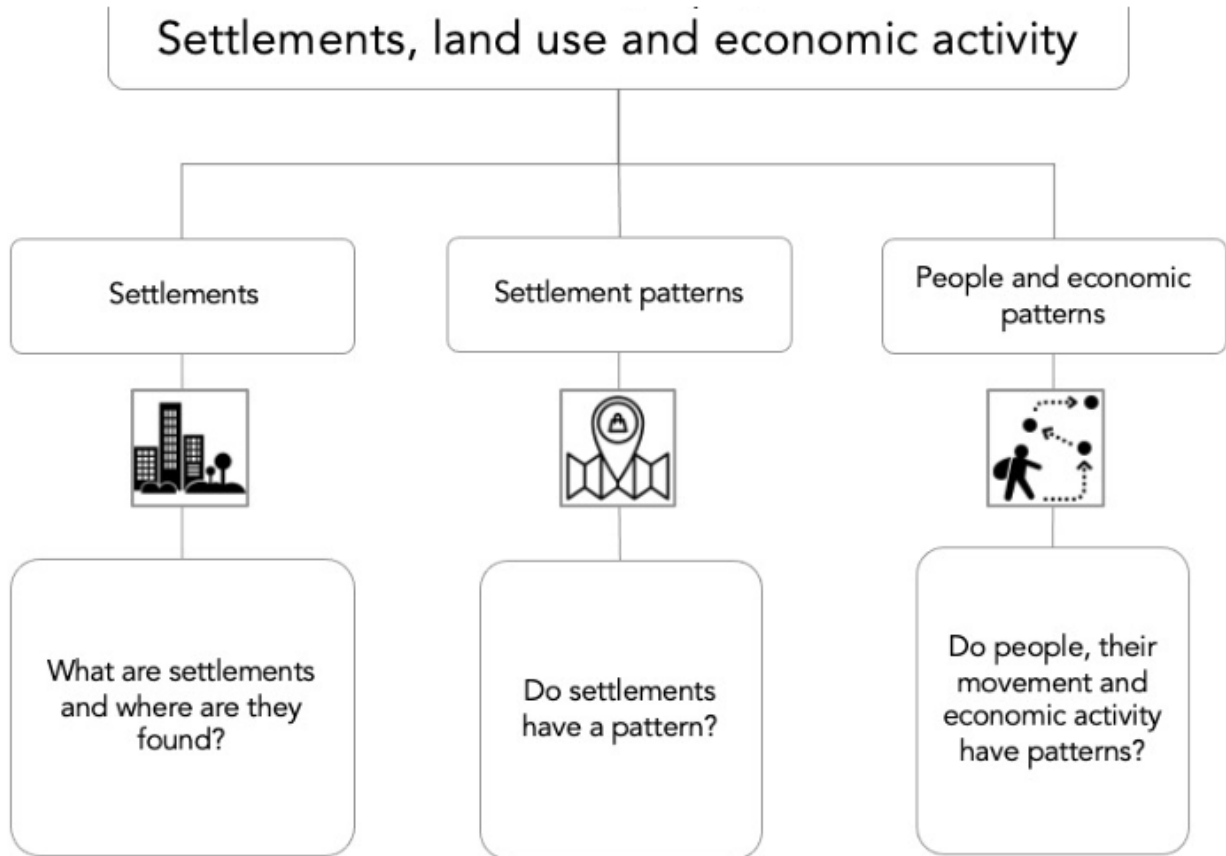 Settlements, land use and economic activity
Settlements
Settlement patterns
People and economic
patterns
What are settlements
and where are they
found?
Do settlements
have a pattern?
Do people, their
movement and
economic activity
have patterns?